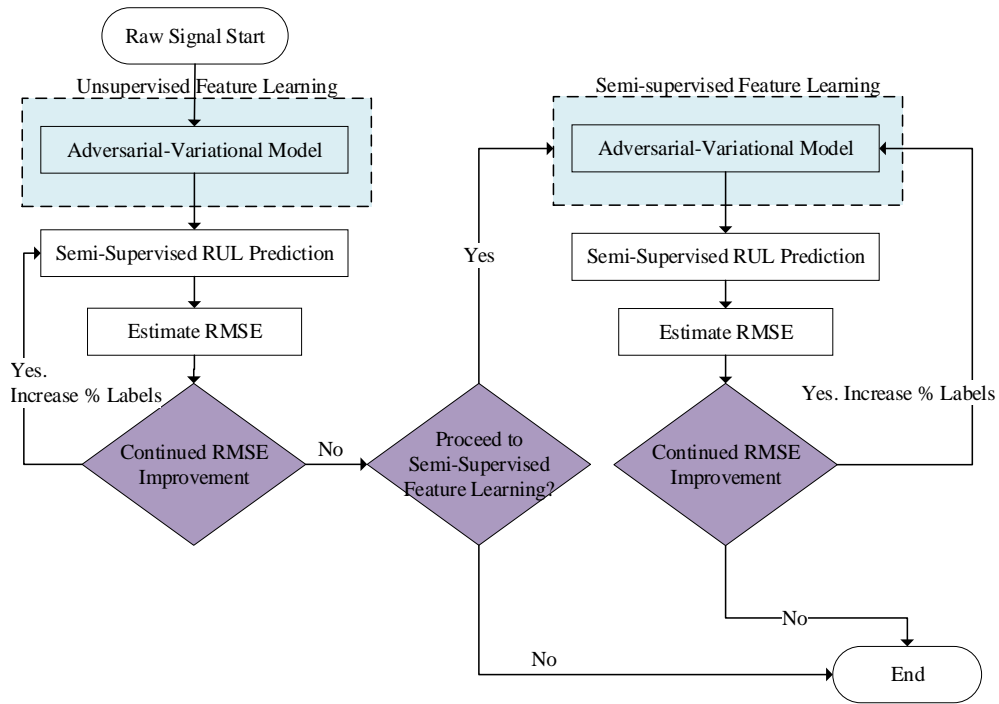 Raw Signal Start
Unsupervised Feature Learning
Adversarial-Variational Model
Semi-Supervised RUL Prediction
Estimate RMSE
Yes.
Increase % Labels
Continued RMSE
Improvement
No
Proceed to
Semi-Supervised
Feature Learning?
Yes
No
Semi-supervised Feature Learning
Adversarial-Variational Model
Semi-Supervised RUL Prediction
Estimate RMSE
Yes. Increase % Labels
Continued RMSE
Improvement
No
End